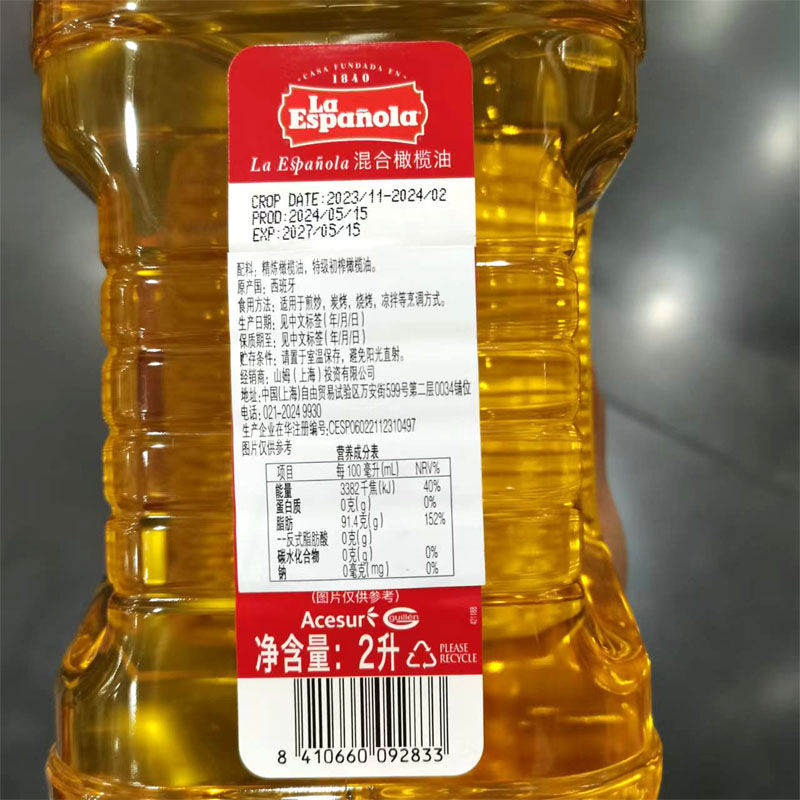 CASA FUNDADA EN
1840
La
Española
La Española 混合橄榄油
CROP DATE:2023/11-2024/02
PROD:2024/05/15
EXP:2027/05/15
配料：精炼橄榄油，特级初榨橄榄油。
原产国：西班牙
食用方法：适用于煎炒，炭烤，烧烤，凉拌等烹调方式。
生产日期：见中文标签(年/月/日)
保质期至：见中文标签(年/月/日)
贮存条件：请置于室温保存，避免阳光直射。
经销商：山姆(上海)投资有限公司
地址:中国(上海)自由贸易试验区万安街599号第二层0034铺位
电话:021-2024 9930
生产企业在华注册编号:CESP06022112310497
图片仅供参考
营养成分表
项目 每100毫升(mL) NRV%
能量 3382千焦(kJ) 40%
蛋白质 0克(g) 0%
脂肪 91.4克(g) 152%
--反式脂肪酸 0克(g)
碳水化合物 0克(g) 0%
钠 0毫克(mg) 0%
(图片仅供参考)
Acesur guillén
421188
净含量：2升 PLEASE
RECYCLE
8 410660 092833